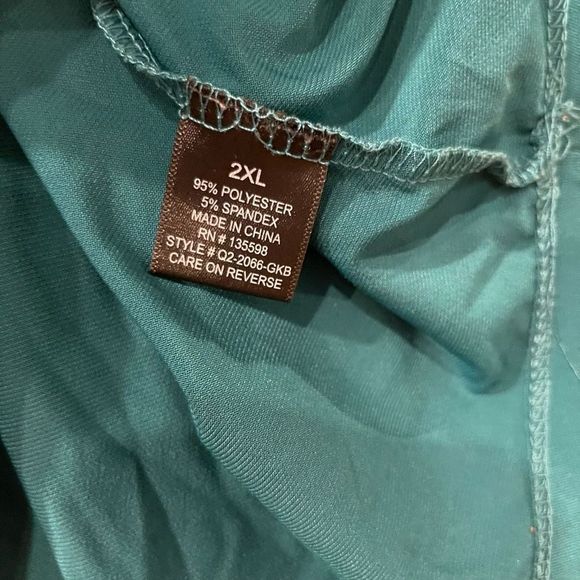 2XL
95% POLYESTER
5% SPANDEX
MADE IN CHINA
RN # 135598
STYLE # Q2-2066-GKB
CARE ON REVERSE